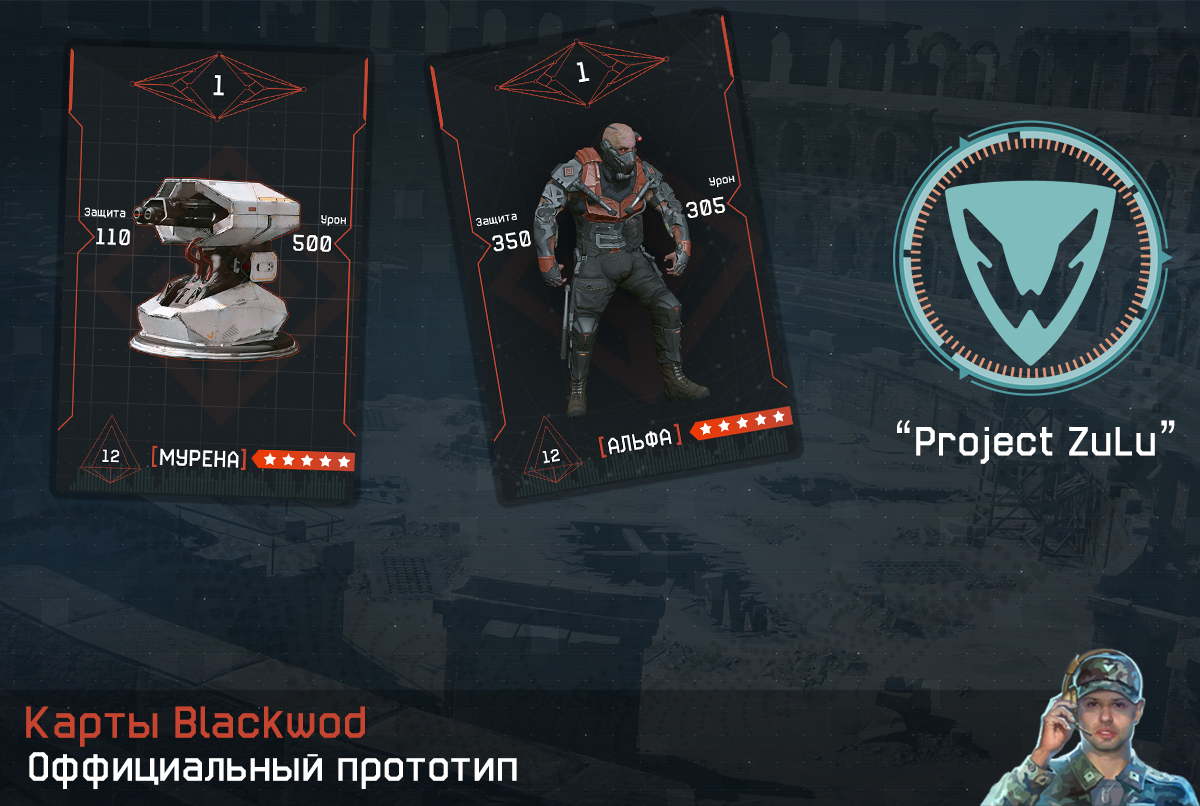 1
Защита
110
Урон
500
12
[МУРЕНА]
1
Защита
350
Урон
305
12
[АЛЬФА]
“Project ZuLu”
Карты Blackwod
Оффициальный прототип